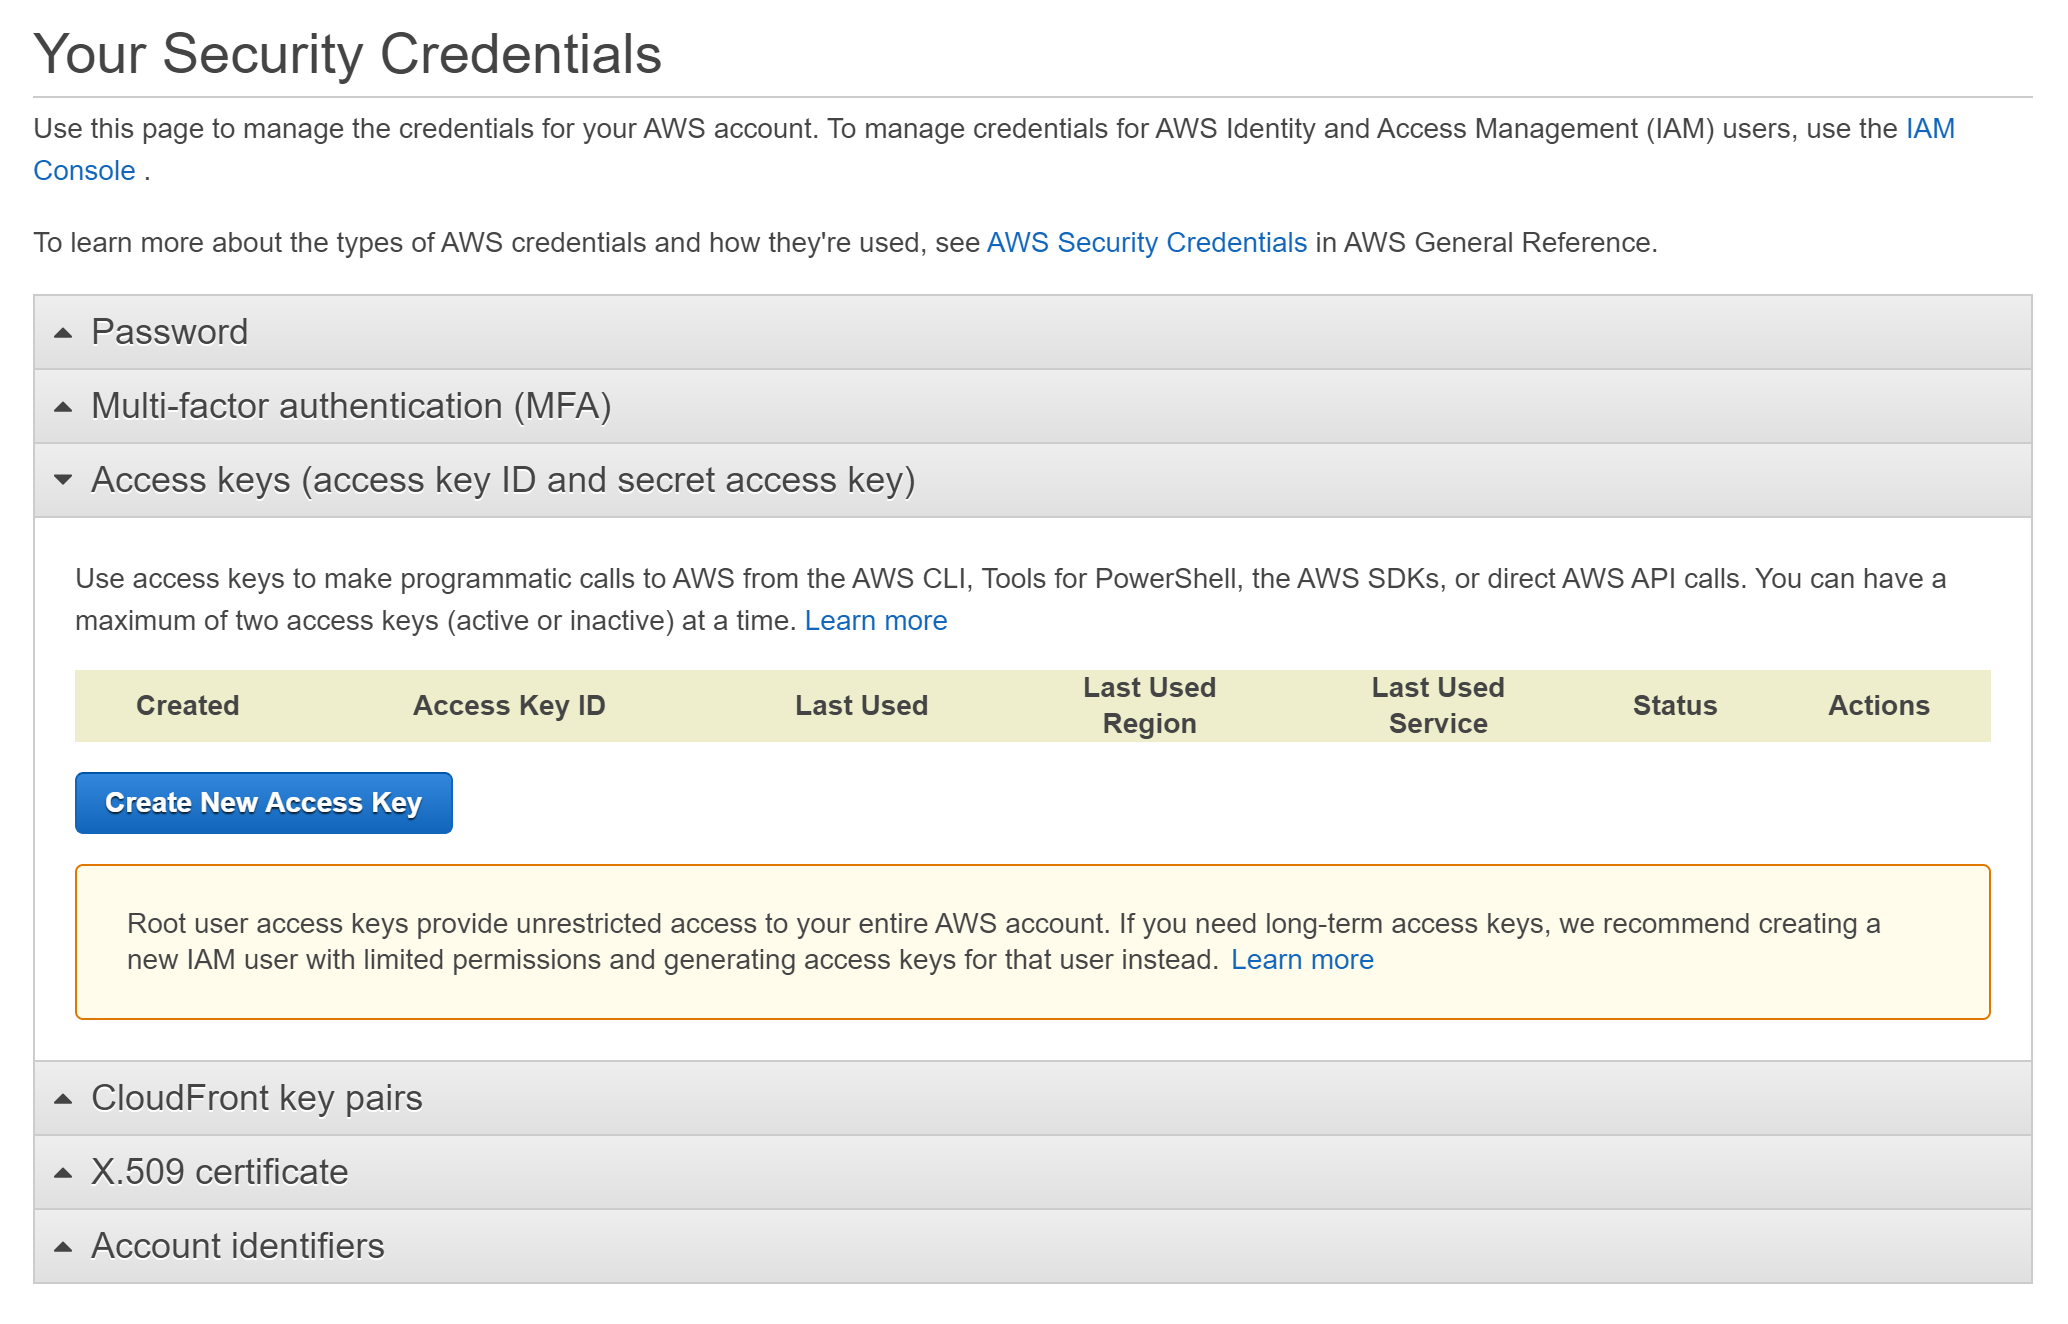 Your Security Credentials
Use this page to manage the credentials for your AWS account. To manage credentials for AWS Identity and Access Management (IAM) users, use the IAM
Console .
To learn more about the types of AWS credentials and how they're used, see AWS Security Credentials in AWS General Reference.
Password
Multi-factor authentication (MFA)
Access keys (access key ID and secret access key)
Use access keys to make programmatic calls to AWS from the AWS CLI, Tools for PowerShell, the AWS SDKs, or direct AWS API calls. You can have a
maximum of two access keys (active or inactive) at a time. Learn more
Created Access Key ID Last Used Last Used Region Last Used Service Status Actions
Create New Access Key
Root user access keys provide unrestricted access to your entire AWS account. If you need long-term access keys, we recommend creating a
new IAM user with limited permissions and generating access keys for that user instead. Learn more
CloudFront key pairs
X.509 certificate
Account identifiers